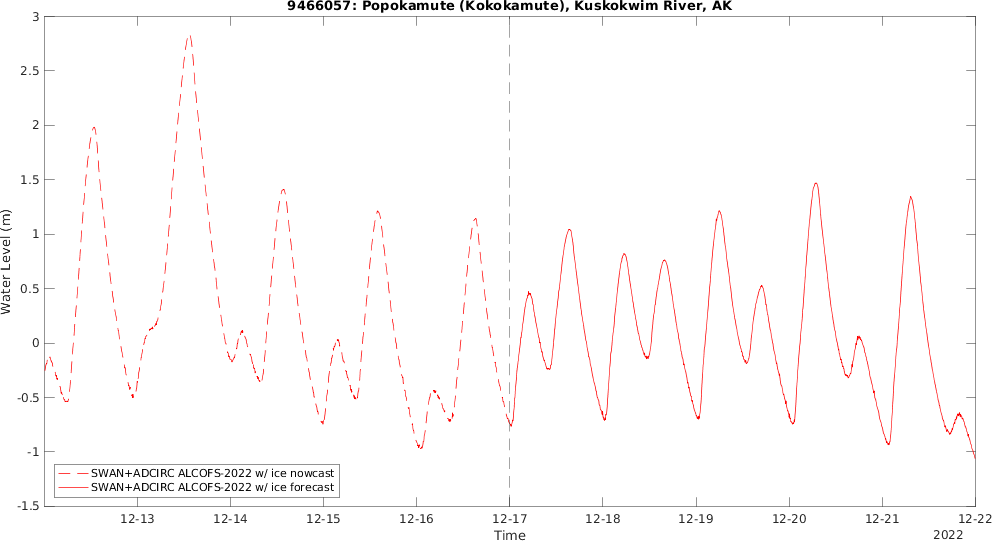 9466057: Popokamute (Kokokamute), Kuskokwim River, AK
3
2.5
2
1.5
1
0.5
0
-0.5
-1
-1.5
Water Level (m)
SWAN+ADCIRC ALCOFS-2022 w/ ice nowcast
SWAN+ADCIRC ALCOFS-2022 w/ ice forecast
12-13 12-14 12-15 12-16 12-17 12-18 12-19 12-20 12-21 12-22
Time
2022